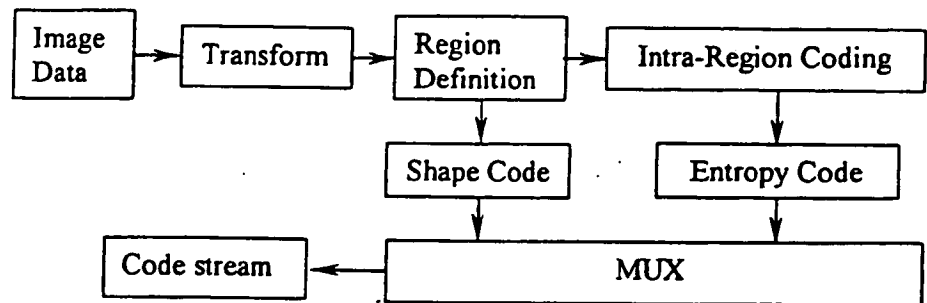 Image
Data
Transform
Region
Definition
Intra-Region Coding
Shape Code
Entropy Code
Code stream
MUX